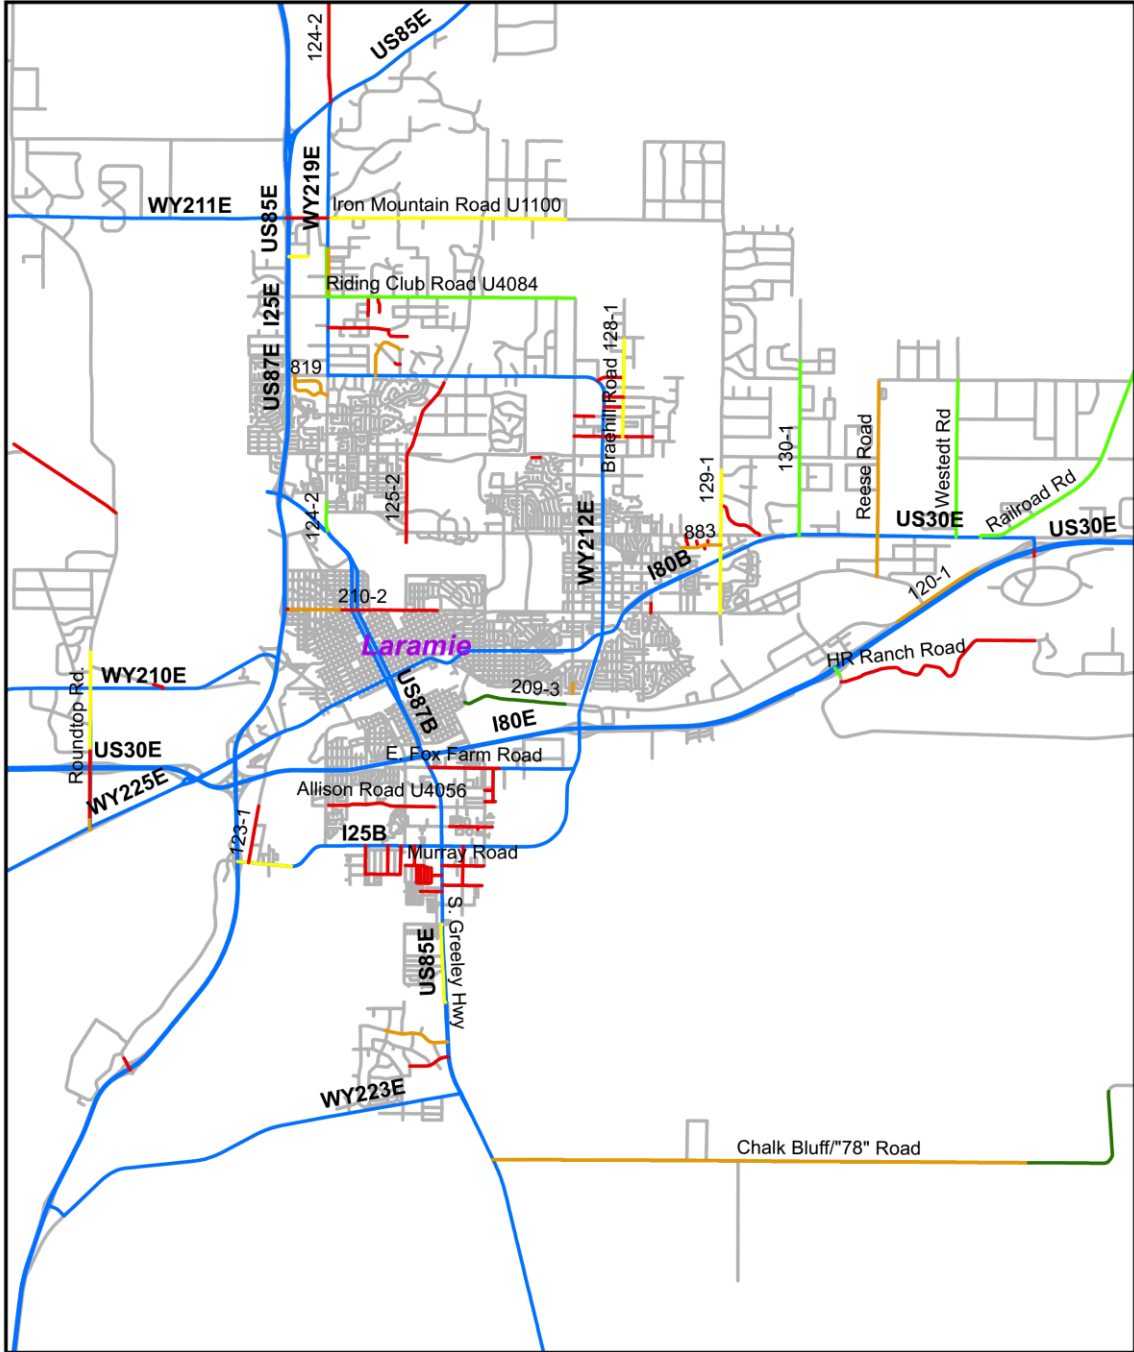 124-2
US85E
WY219E
WY211E
US85E
Iron Mountain Road U1100
Riding Club Road U4084
I25E
US87E
819
Braehill Road 128-1
130-1
Reese Road
Westedt Rd
Railroad Rd
129-1
125-2
124-2
US30E
US30E
883
WY212E
I80B
120-1
210-2
Laramie
HR Ranch Road
WY210E
Roundtop Rd.
US87B
209-3
I80E
US30E
E. Fox Farm Road
WY225E
Allison Road U4056
123-1
I25B
Murray Road
S. Greeley Hwy
US85E
WY223E
Chalk Bluff/"78" Road